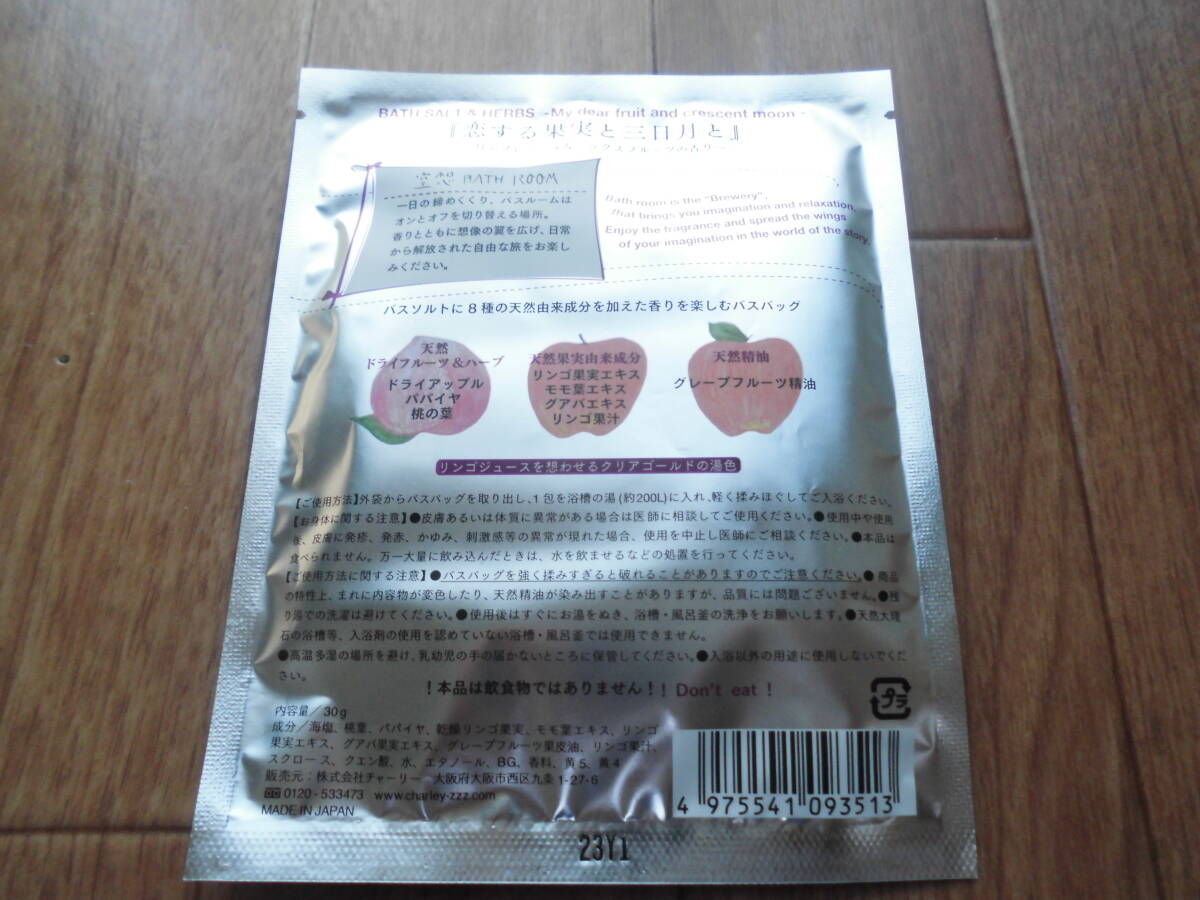 BATH SALT & HERBS -My dear fruit and crescent moon-
『恋する果実と三日月と』
空想 BATH ROOM
一日の締めくくり、バスルームは
オンとオフを切り替える場所。
香りとともに想像の翼を広げ、日常
から解放された自由な旅をお楽し
みください。
Bath room is the "Brewery",
that brings you imagination and relaxation,
Enjoy the fragrance and spread the wings
of your imagination in the world of the story.
バスソルトに8種の天然由来成分を加えた香りを楽しむバスバッグ
天然
ドライフルーツ&ハーブ
ドライアップル
パパイヤ
桃の葉
天然果実由来成分
リンゴ果実エキス
モモ葉エキス
グアバエキス
リンゴ果汁
天然精油
グレープフルーツ精油
リンゴジュースを想わせるクリアゴールドの湯色
【ご使用方法】外袋からバスバッグを取り出し、1包を浴槽の湯(約200L)に入れ、軽く揉みほぐしてご入浴ください。
【お身体に関する注意】●皮膚あるいは体質に異常がある場合は医師に相談してご使用ください。●使用中や使用
後、皮膚に発疹、発赤、かゆみ、刺激感等の異常が現れた場合、使用を中止し医師にご相談ください。●本品は
食べられません。万一大量に飲み込んだときは、水を飲ませるなどの処置を行ってください。
【ご使用方法に関する注意】●バスバッグを強く揉みすぎると破れることがありますのでご注意ください。●商品
の特性上、まれに内容物が変色したり、天然精油が染み出すことがありますが、品質には問題ございません。●残
り湯での洗濯は避けてください。●使用後はすぐにお湯をぬき、浴槽・風呂釜の洗浄をお願いします。●天然大理
石の浴槽等、入浴剤の使用を認めていない浴槽・風呂釜では使用できません。
●高温多湿の場所を避け、乳幼児の手の届かないところに保管してください。●入浴以外の用途に使用しないでくだ
さい。
!本品は飲食物ではありません!! Don't eat !
プラ
内容量/30g
成分/海塩、桃葉、パパイヤ、乾燥リンゴ果実、モモ葉エキス、リンゴ
果実エキス、グアバ果実エキス、グレープフルーツ果皮油、リンゴ果汁、
スクロース、クエン酸、水、エタノール、BG、香料、黄5、黄4
販売元:株式会社チャーリー 大阪府大阪市西区九条1-27-6
0120-533473 www.charley-zzz.com
MADE IN JAPAN
4 975541 093513
23Y1